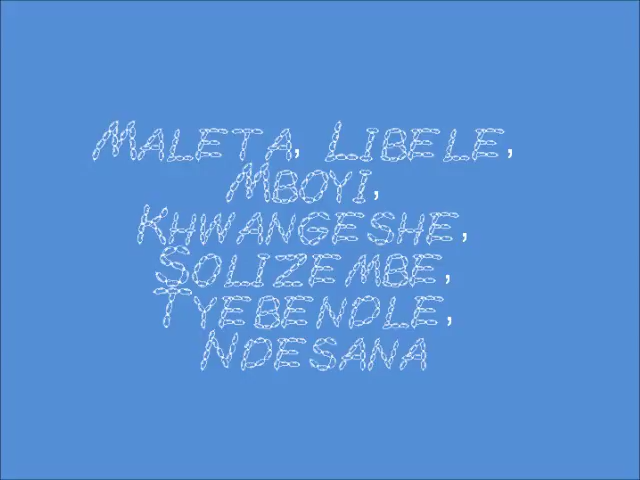 Maleta, Libele,
Mboyi,
Khwangeshe,
Solizembe,
Tyebendle,
Ndesana